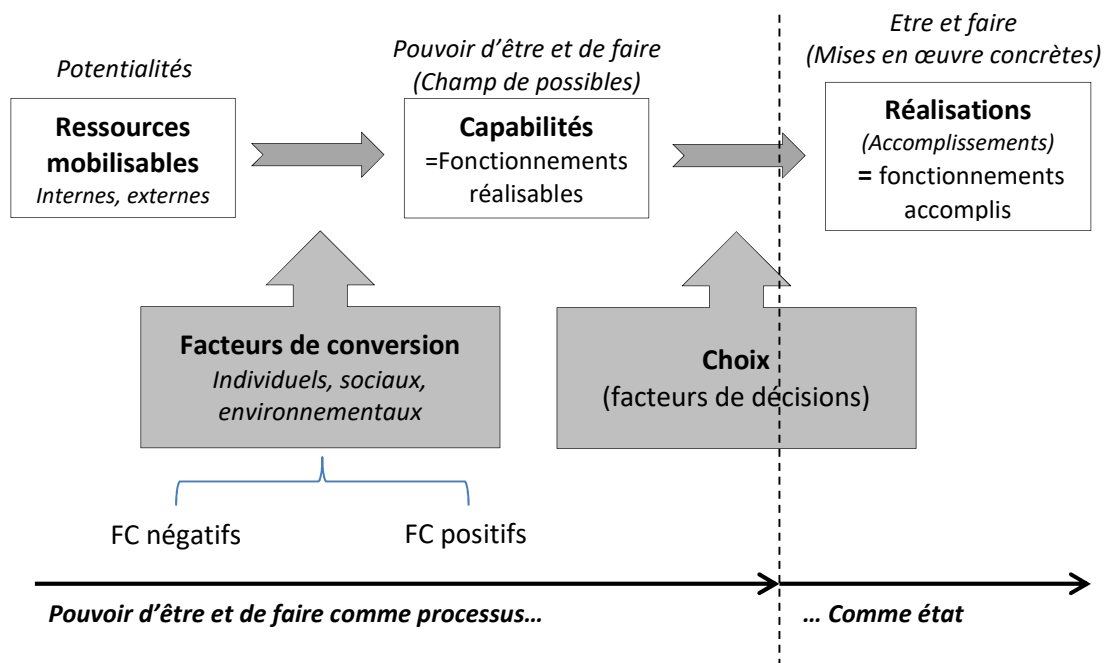 Potentialités
Ressources
mobilisables
Internes, externes
Pouvoir d’être et de faire
(Champ de possibles)
Capabilités
=Fonctionnements
réalisables
Etre et faire
(Mises en œuvre concrètes)
Réalisations
(Accomplissements)
= fonctionnements
accomplis
Facteurs de conversion
Individuels, sociaux,
environnementaux
Choix
(facteurs de décisions)
FC négatifs
FC positifs
Pouvoir d’être et de faire comme processus…
… Comme état